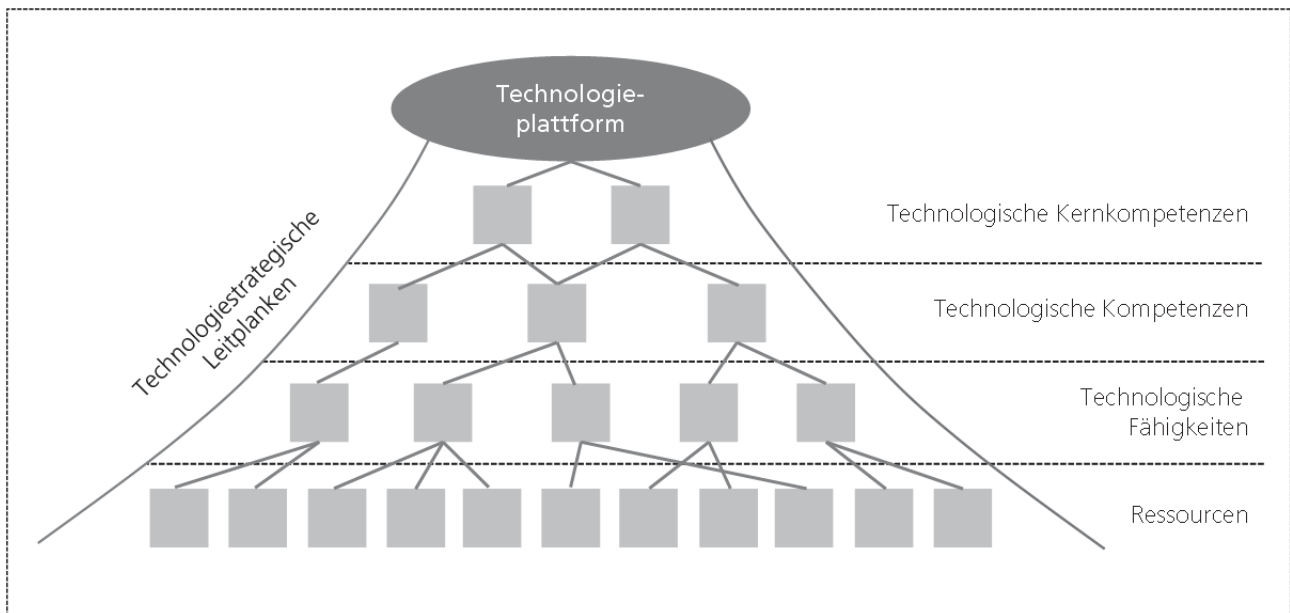 Technologie-
plattform
Technologiestrategische
Leitplanken
Technologische Kernkompetenzen
Technologische Kompetenzen
Technologische
Fähigkeiten
Ressourcen